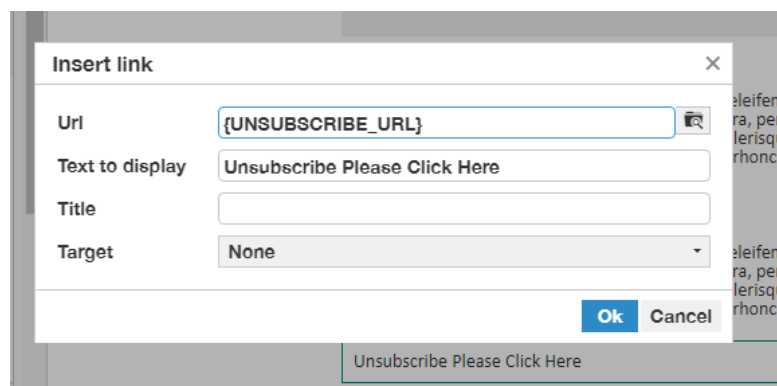 Insert link
Url
{UNSUBSCRIBE_URL}
Text to display
Unsubscribe Please Click Here
Title
Target
None
Ok
Cancel
Unsubscribe Please Click Here